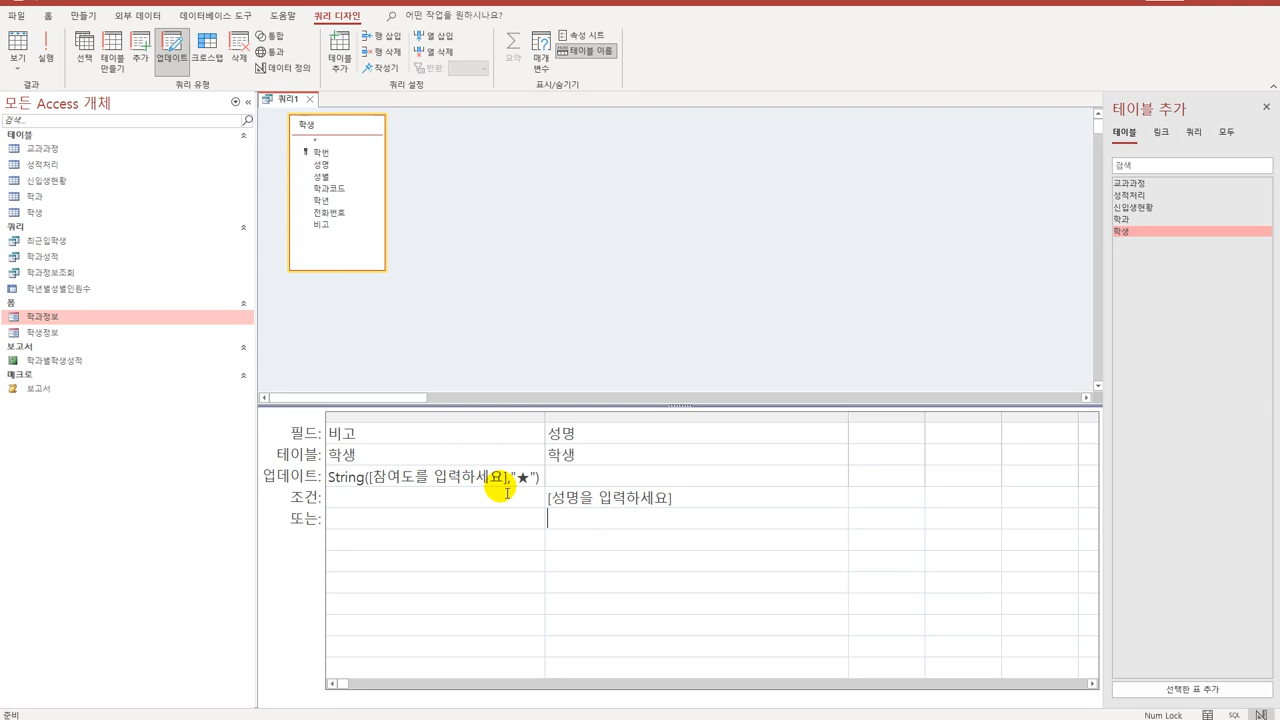 파일 홈 만들기 외부 데이터 데이터베이스 도구 도움말 쿼리 디자인 어떤 작업을 원하시나요?
보기 실행 선택 테이블 만들기 추가 업데이트 크로스탭 삭제 통합 통과 데이터 정의 테이블 추가 행 삽입 행 삭제 작성기 열 삽입 열 삭제 반환: 요약 매개 변수 속성 시트 테이블 이름
결과 쿼리 유형 쿼리 설정 표시/숨기기
모든 Access 개체
검색...
테이블
교과과정
성적처리
신입생현황
학과
학생
쿼리
최근입학생
학과성적
학과정보조회
학년별성별인원수
폼
학과정보
학생정보
보고서
학과별학생성적
매크로
보고서
쿼리1
학생
*
학번
성명
성별
학과코드
학년
전화번호
비고
필드: 비고 성명
테이블: 학생 학생
업데이트: String([참여도를 입력하세요],"★")
조건: [성명을 입력하세요]
또는:
테이블 추가
테이블 링크 쿼리 모두
검색
교과과정
성적처리
신입생현황
학과
학생
선택한 표 추가
준비 Num Lock SQL